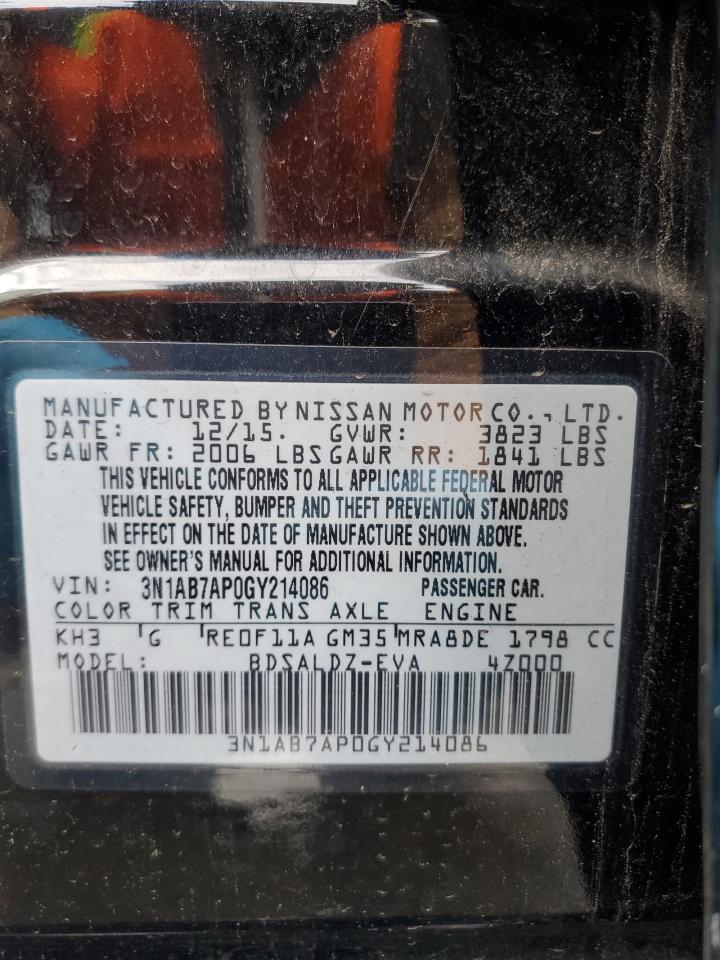 MANUFACTURED BY NISSAN MOTOR CO., LTD.
DATE: 12/15. GVWR: 3823 LBS
GAWR FR: 2006 LBS GAWR RR: 1841 LBS
THIS VEHICLE CONFORMS TO ALL APPLICABLE FEDERAL MOTOR
VEHICLE SAFETY, BUMPER AND THEFT PREVENTION STANDARDS
IN EFFECT ON THE DATE OF MANUFACTURE SHOWN ABOVE.
SEE OWNER'S MANUAL FOR ADDITIONAL INFORMATION.
VIN: 3N1AB7AP0GY214086 PASSENGER CAR.
COLOR TRIM TRANS AXLE ENGINE
KH3 G RE0F11A GM35 MRA8DE 1798 CC
MODEL: BDSALDZ-EVA 4Z000
3N1AB7AP0GY214086